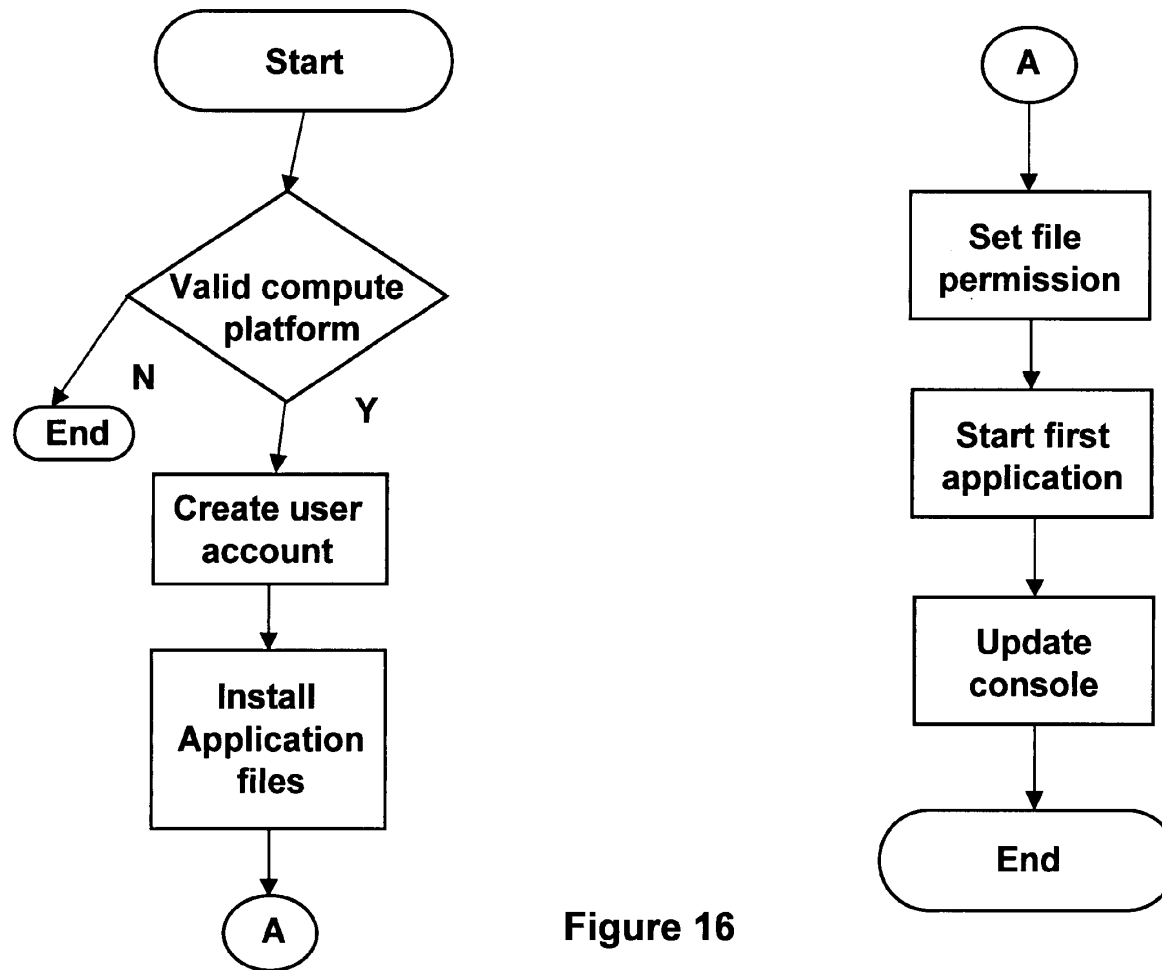 Start
Valid compute
platform
N
Y
End
Create user
account
Install
Application
files
A
A
Set file
permission
Start first
application
Update
console
End
Figure 16